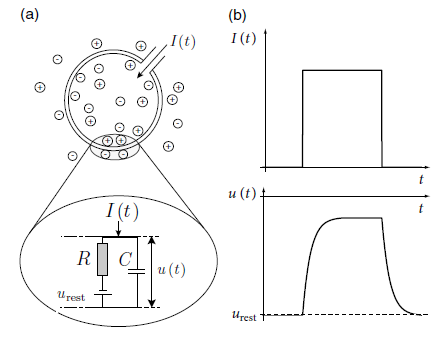 (a)
I(t)
I(t)
R
C
u(t)
u_rest
(b)
I(t)
t
u(t)
t
u_rest